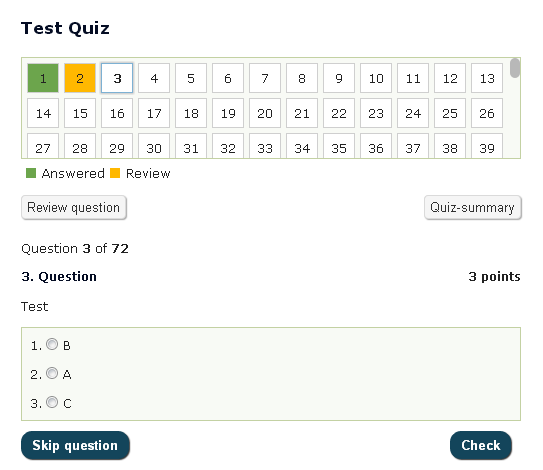 Test Quiz
1 2 3 4 5 6 7 8 9 10 11 12 13
14 15 16 17 18 19 20 21 22 23 24 25 26
27 28 29 30 31 32 33 34 35 36 37 38 39
Answered Review
Review question Quiz-summary
Question 3 of 72
3. Question 3 points
Test
1. B
2. A
3. C
Skip question Check